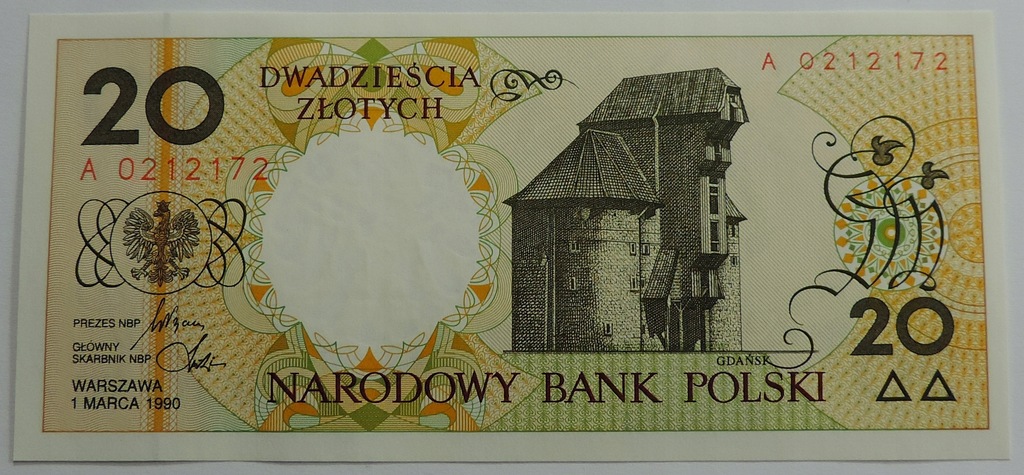 20
DWADZIEŚCIA
ZŁOTYCH
A 0212172
A 0212172
PREZES NBP
GŁÓWNY
SKARBNIK NBP
WARSZAWA
1 MARCA 1990
GDAŃSK
20
NARODOWY BANK POLSKI